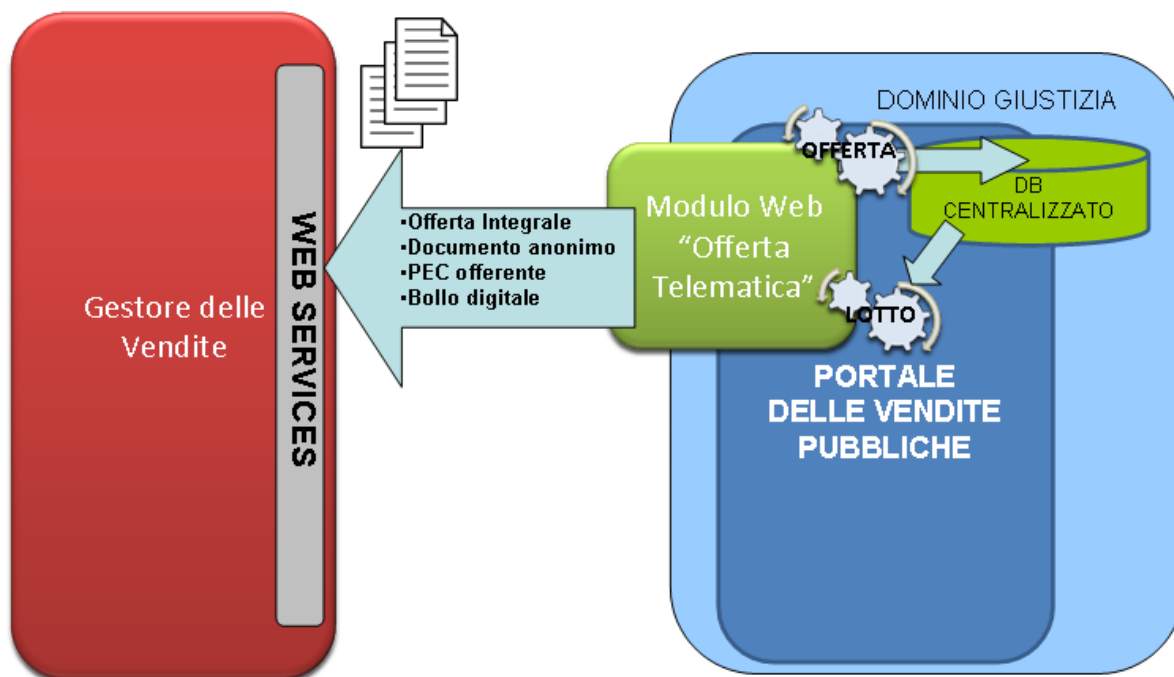 Gestore delle
Vendite
WEB SERVICES
•Offerta Integrale
•Documento anonimo
•PEC offerente
•Bollo digitale
Modulo Web
“Offerta
Telematica”
DOMINIO GIUSTIZIA
OFFERTA
DB
CENTRALIZZATO
LOTTO
PORTALE
DELLE VENDITE
PUBBLICHE